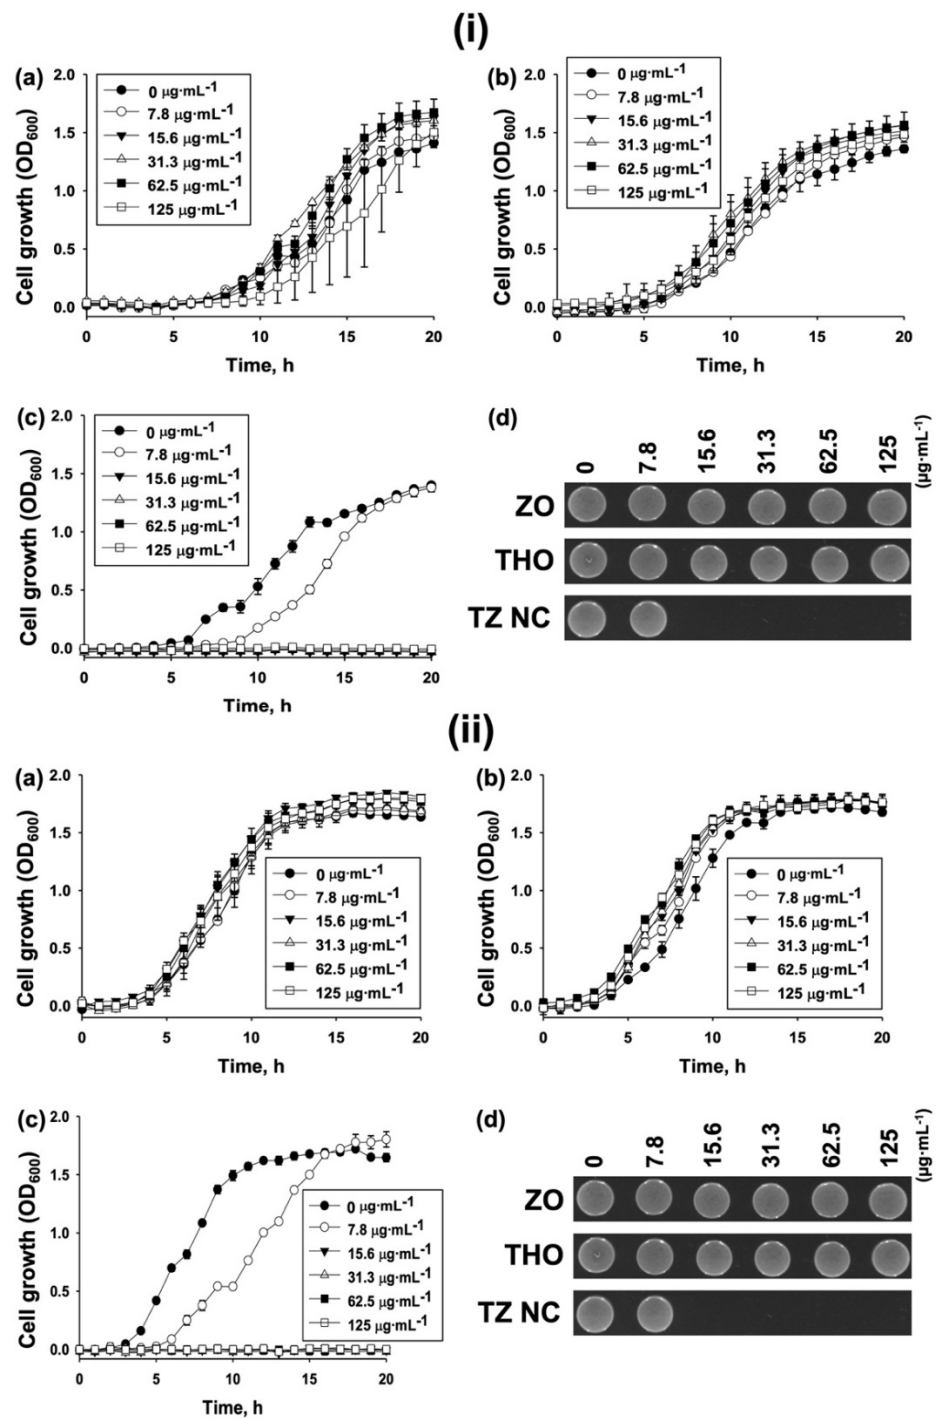 (i)
(a)
2.0
1.5
1.0
0.5
0.0
Cell growth (OD600)
0 μg·mL-1
7.8 μg·mL-1
15.6 μg·mL-1
31.3 μg·mL-1
62.5 μg·mL-1
125 μg·mL-1
0 5 10 15 20
Time, h
(b)
2.0
1.5
1.0
0.5
0.0
Cell growth (OD600)
0 μg·mL-1
7.8 μg·mL-1
15.6 μg·mL-1
31.3 μg·mL-1
62.5 μg·mL-1
125 μg·mL-1
0 5 10 15 20
Time, h
(c)
2.0
1.5
1.0
0.5
0.0
Cell growth (OD600)
0 μg·mL-1
7.8 μg·mL-1
15.6 μg·mL-1
31.3 μg·mL-1
62.5 μg·mL-1
125 μg·mL-1
0 5 10 15 20
Time, h
(d)
0 7.8 15.6 31.3 62.5 125 (μg·mL-1)
ZO
THO
TZ NC
(ii)
(a)
2.0
1.5
1.0
0.5
0.0
Cell growth (OD600)
0 μg·mL-1
7.8 μg·mL-1
15.6 μg·mL-1
31.3 μg·mL-1
62.5 μg·mL-1
125 μg·mL-1
0 5 10 15 20
Time, h
(b)
2.0
1.5
1.0
0.5
0.0
Cell growth (OD600)
0 μg·mL-1
7.8 μg·mL-1
15.6 μg·mL-1
31.3 μg·mL-1
62.5 μg·mL-1
125 μg·mL-1
0 5 10 15 20
Time, h
(c)
2.0
1.5
1.0
0.5
0.0
Cell growth (OD600)
0 μg·mL-1
7.8 μg·mL-1
15.6 μg·mL-1
31.3 μg·mL-1
62.5 μg·mL-1
125 μg·mL-1
0 5 10 15 20
Time, h
(d)
0 7.8 15.6 31.3 62.5 125 (μg·mL-1)
ZO
THO
TZ NC